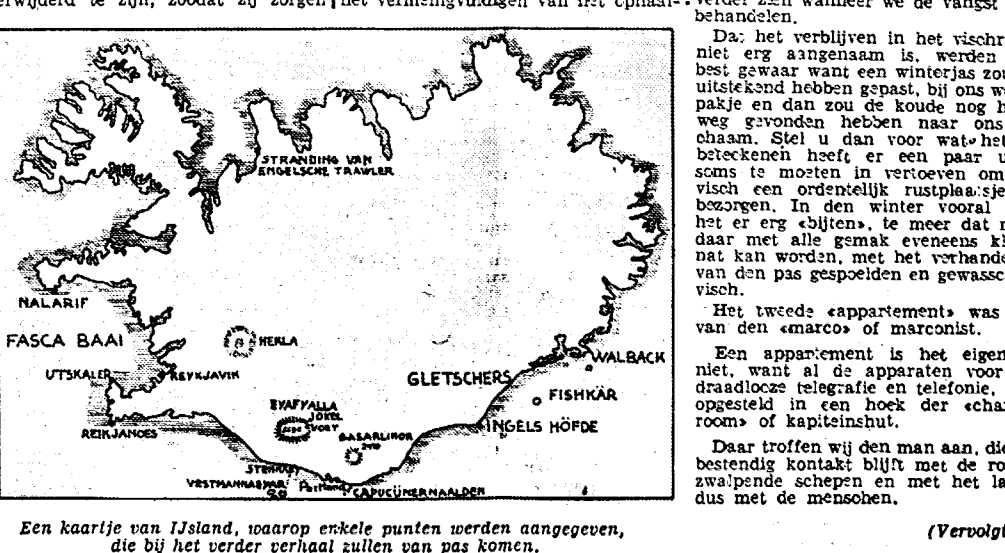 erwijderd te zijn, zoodat zij zorgen
het vermenigvuldigen van het ophaal-
STRANDING VAN
ENGELSCHE TRAWLER
NALARIF
FASCA BAAI
HEKLA
UTSKALER
REYKJAVIK
GLETSCHERS
WALBACK
FISHKÄR
EYAFYALLA
JOKEL
VOST
INGELS HÖFDE
REIKJANOES
VESTMANNAEYAR
Portland
CAPUCIJNERNAALDEN
Een kaartje van IJsland, waarop enkele punten werden aangegeven,
die bij het verder verhaal zullen van pas komen.
verder zien wanneer we de vangst
behandelen.
Dat het verblijven in het vischr
niet erg aangenaam is, werden
best gewaar want een winterjas zou
uitstekend hebben gepast, bij ons w
pakje en dan zou de koude nog h
weg gevonden hebben naar ons
chaam. Stel u dan voor wat het
beteekenen heeft er een paar u
soms te moeten in vertoeven om
visch een ordentelijk rustplaatsje
bezorgen. In den winter vooral
het er erg «bijten», te meer dat m
daar met alle gemak eveneens kl
nat kan worden, met het verhande
van den pas gespoelden en gewassc
visch.
Het tweede «appartement» was
van den «marco» of marconist.
Een appartement is het eigen
niet, want al de apparaten voor
draadlooze telegrafie en telefonie,
opgesteld in een hoek der «cha
room» of kapiteinshut.
Daar troffen wij den man aan, die
bestendig kontakt blijft met de ro
zwalpende schepen en met het la
dus met de menschen.
(Vervolgt